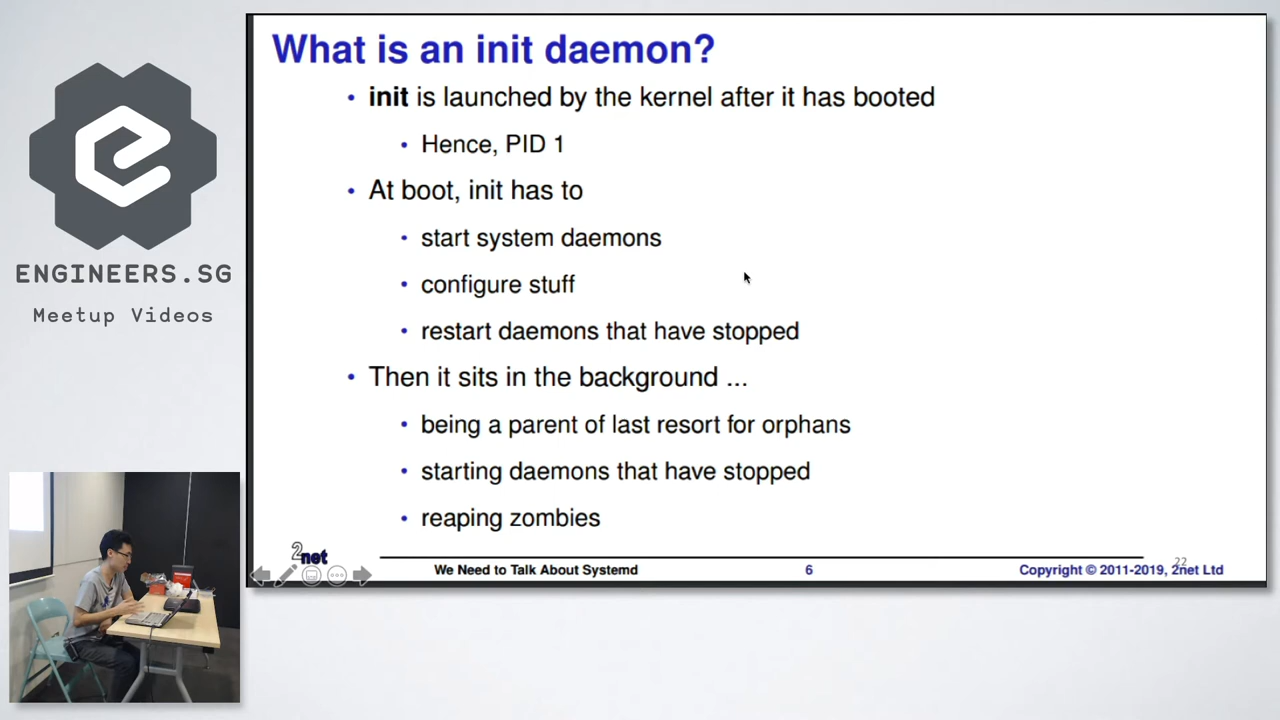 What is an init daemon?
• init is launched by the kernel after it has booted
• Hence, PID 1
• At boot, init has to
• start system daemons
• configure stuff
• restart daemons that have stopped
• Then it sits in the background ...
• being a parent of last resort for orphans
• starting daemons that have stopped
• reaping zombies
2net
22
We Need to Talk About Systemd 6 Copyright © 2011-2019, 2net Ltd
ENGINEERS.SG
Meetup Videos